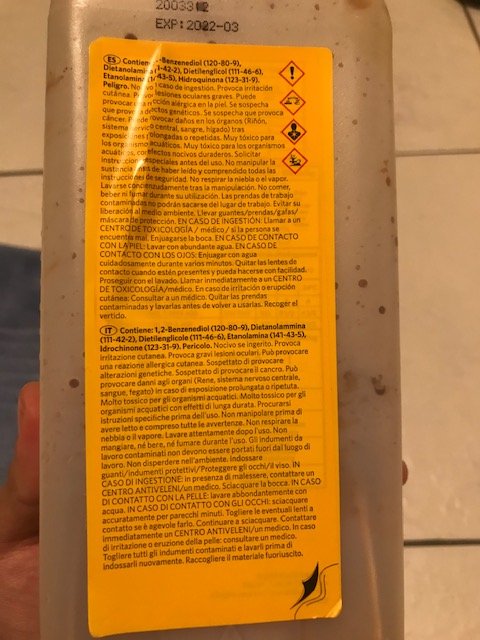 EXP:2022-03
ES Contiene: 1,2-Benzenediol (120-80-9),
Dietanolamina (111-42-2), Dietilenglicol (111-46-6),
Etanolamina (141-43-5), Hidroquinona (123-31-9).
Peligro. Nocivo en caso de ingestión. Provoca irritación
cutánea. Provoca lesiones oculares graves. Puede
provocar una reacción alérgica en la piel. Se sospecha
que provoca defectos genéticos. Se sospecha que provoca
cáncer. Puede provocar daños en los órganos (Riñón,
sistema nervioso central, sangre, hígado) tras
exposiciones prolongadas o repetidas. Muy tóxico para
los organismos acuáticos. Muy tóxico para los organismos
acuáticos, con efectos nocivos duraderos. Solicitar
instrucciones especiales antes del uso. No manipular la
sustancia antes de haber leído y comprendido todas las
instrucciones de seguridad. No respirar la niebla o el vapor.
Lavarse concienzudamente tras la manipulación. No comer,
beber ni fumar durante su utilización. Las prendas de trabajo
contaminadas no podrán sacarse del lugar de trabajo. Evitar su
liberación al medio ambiente. Llevar guantes/prendas/gafas/
máscara de protección. EN CASO DE INGESTIÓN: Llamar a un
CENTRO DE TOXICOLOGÍA / médico / si la persona se
encuentra mal. Enjuagarse la boca. EN CASO DE CONTACTO
CON LA PIEL: Lavar con abundante agua. EN CASO DE
CONTACTO CON LOS OJOS: Enjuagar con agua
cuidadosamente durante varios minutos. Quitar las lentes de
contacto cuando estén presentes y pueda hacerse con facilidad.
Proseguir con el lavado. Llamar inmediatamente a un CENTRO
DE TOXICOLOGÍA/médico. En caso de irritación o erupción
cutánea: Consultar a un médico. Quitar las prendas
contaminadas y lavarlas antes de volver a usarlas. Recoger el
vertido.
IT Contiene: 1,2-Benzenediol (120-80-9), Dietanolammina
(111-42-2), Dietilenglicole (111-46-6), Etanolamina (141-43-5),
Idrochinone (123-31-9). Pericolo. Nocivo se ingerito. Provoca
irritazione cutanea. Provoca gravi lesioni oculari. Può provocare
una reazione allergica cutanea. Sospettato di provocare
alterazioni genetiche. Sospettato di provocare il cancro. Può
provocare danni agli organi (Rene, sistema nervoso centrale,
sangue, fegato) in caso di esposizione prolungata o ripetuta.
Molto tossico per gli organismi acquatici. Molto tossico per gli
organismi acquatici con effetti di lunga durata. Procurarsi
istruzioni specifiche prima dell'uso. Non manipolare prima di
avere letto e compreso tutte le avvertenze. Non respirare la
nebbia o il vapore. Lavare attentamente dopo l'uso. Non
mangiare, né bere, né fumare durante l'uso. Gli indumenti da
lavoro contaminati non devono essere portati fuori dal luogo di
lavoro. Non disperdere nell'ambiente. Indossare
guanti/indumenti protettivi/Proteggere gli occhi/il viso. IN
CASO DI INGESTIONE: in presenza di malessere, contattare un
CENTRO ANTIVELENI/un medico. Sciacquare la bocca. IN CASO
DI CONTATTO CON LA PELLE: lavare abbondantemente con
acqua. IN CASO DI CONTATTO CON GLI OCCHI: sciacquare
accuratamente per parecchi minuti. Togliere le eventuali lenti a
contatto se è agevole farlo. Continuare a sciacquare. Contattare
immediatamente un CENTRO ANTIVELENI/un medico. In caso
di irritazione o eruzione della pelle: consultare un medico.
Togliere tutti gli indumenti contaminati e lavarli prima di
indossarli nuovamente. Raccogliere il materiale fuoriuscito.